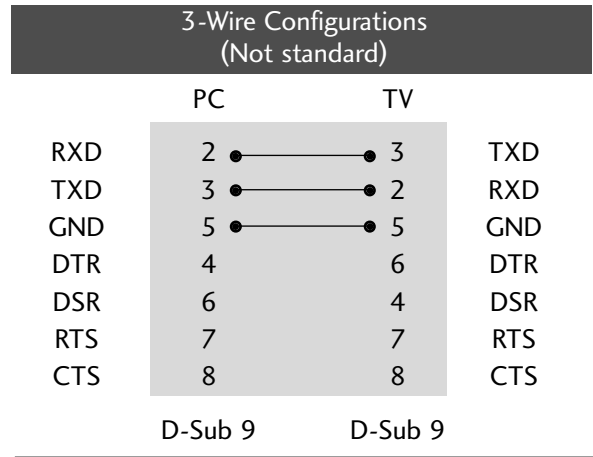 3-Wire Configurations
(Not standard)
PC TV
RXD 2 3 TXD
TXD 3 2 RXD
GND 5 5 GND
DTR 4 6 DTR
DSR 6 4 DSR
RTS 7 7 RTS
CTS 8 8 CTS
D-Sub 9 D-Sub 9